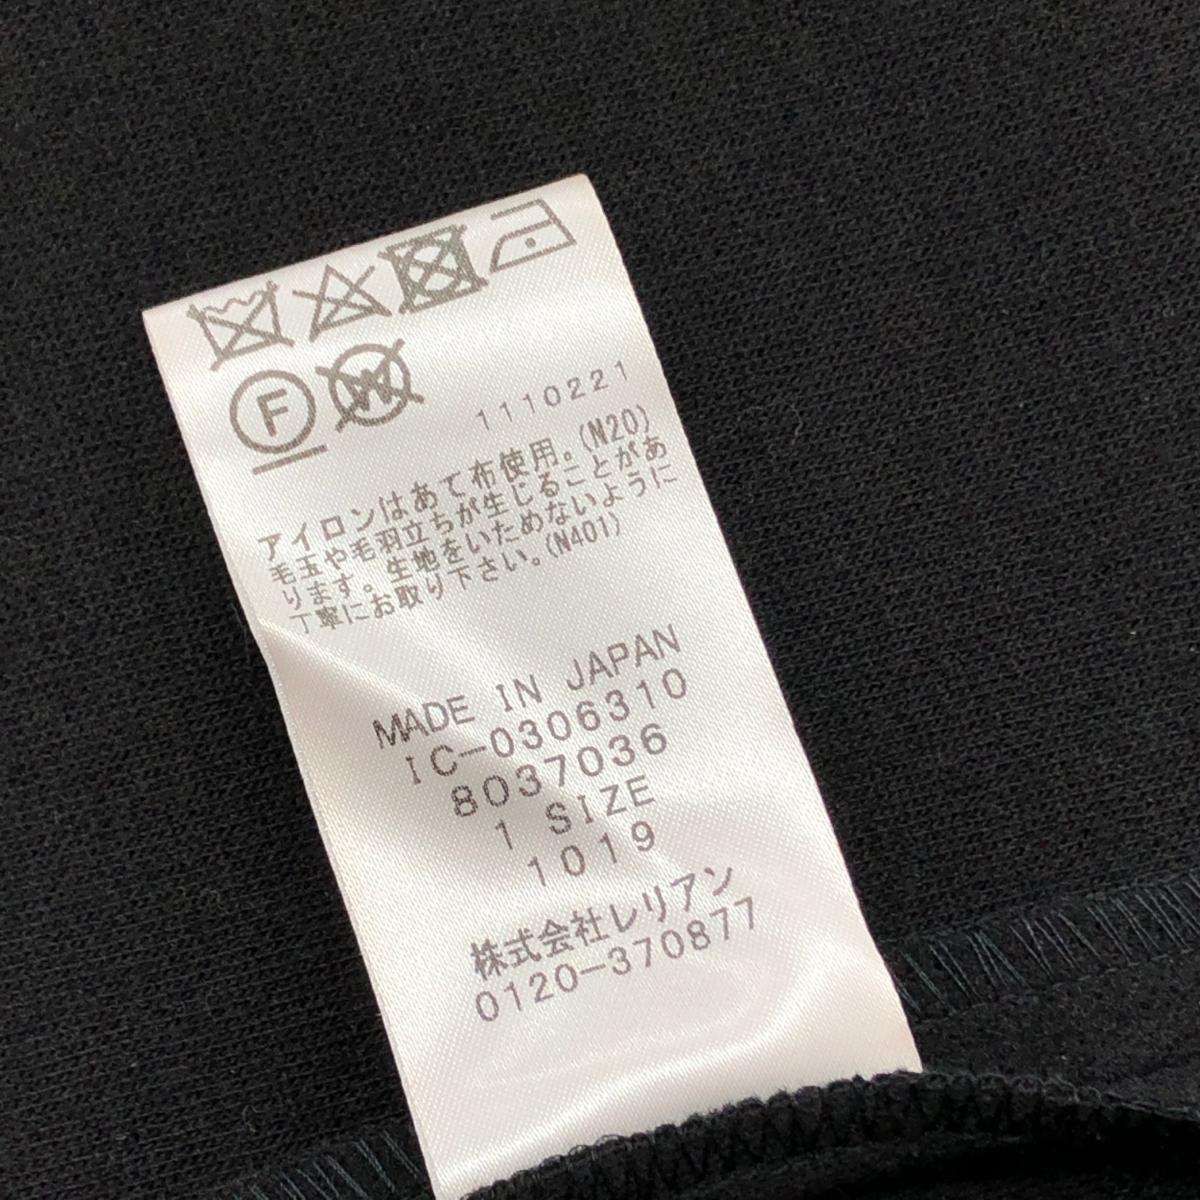 F W
1110221
アイロンはあて布使用。(N20)
毛玉や毛羽立ちが生じることがあ
ります。生地をいためないように
丁寧にお取り下さい。(N401)
MADE IN JAPAN
IC-0306310
8037036
1 SIZE
1019
株式会社レリアン
0120-370877